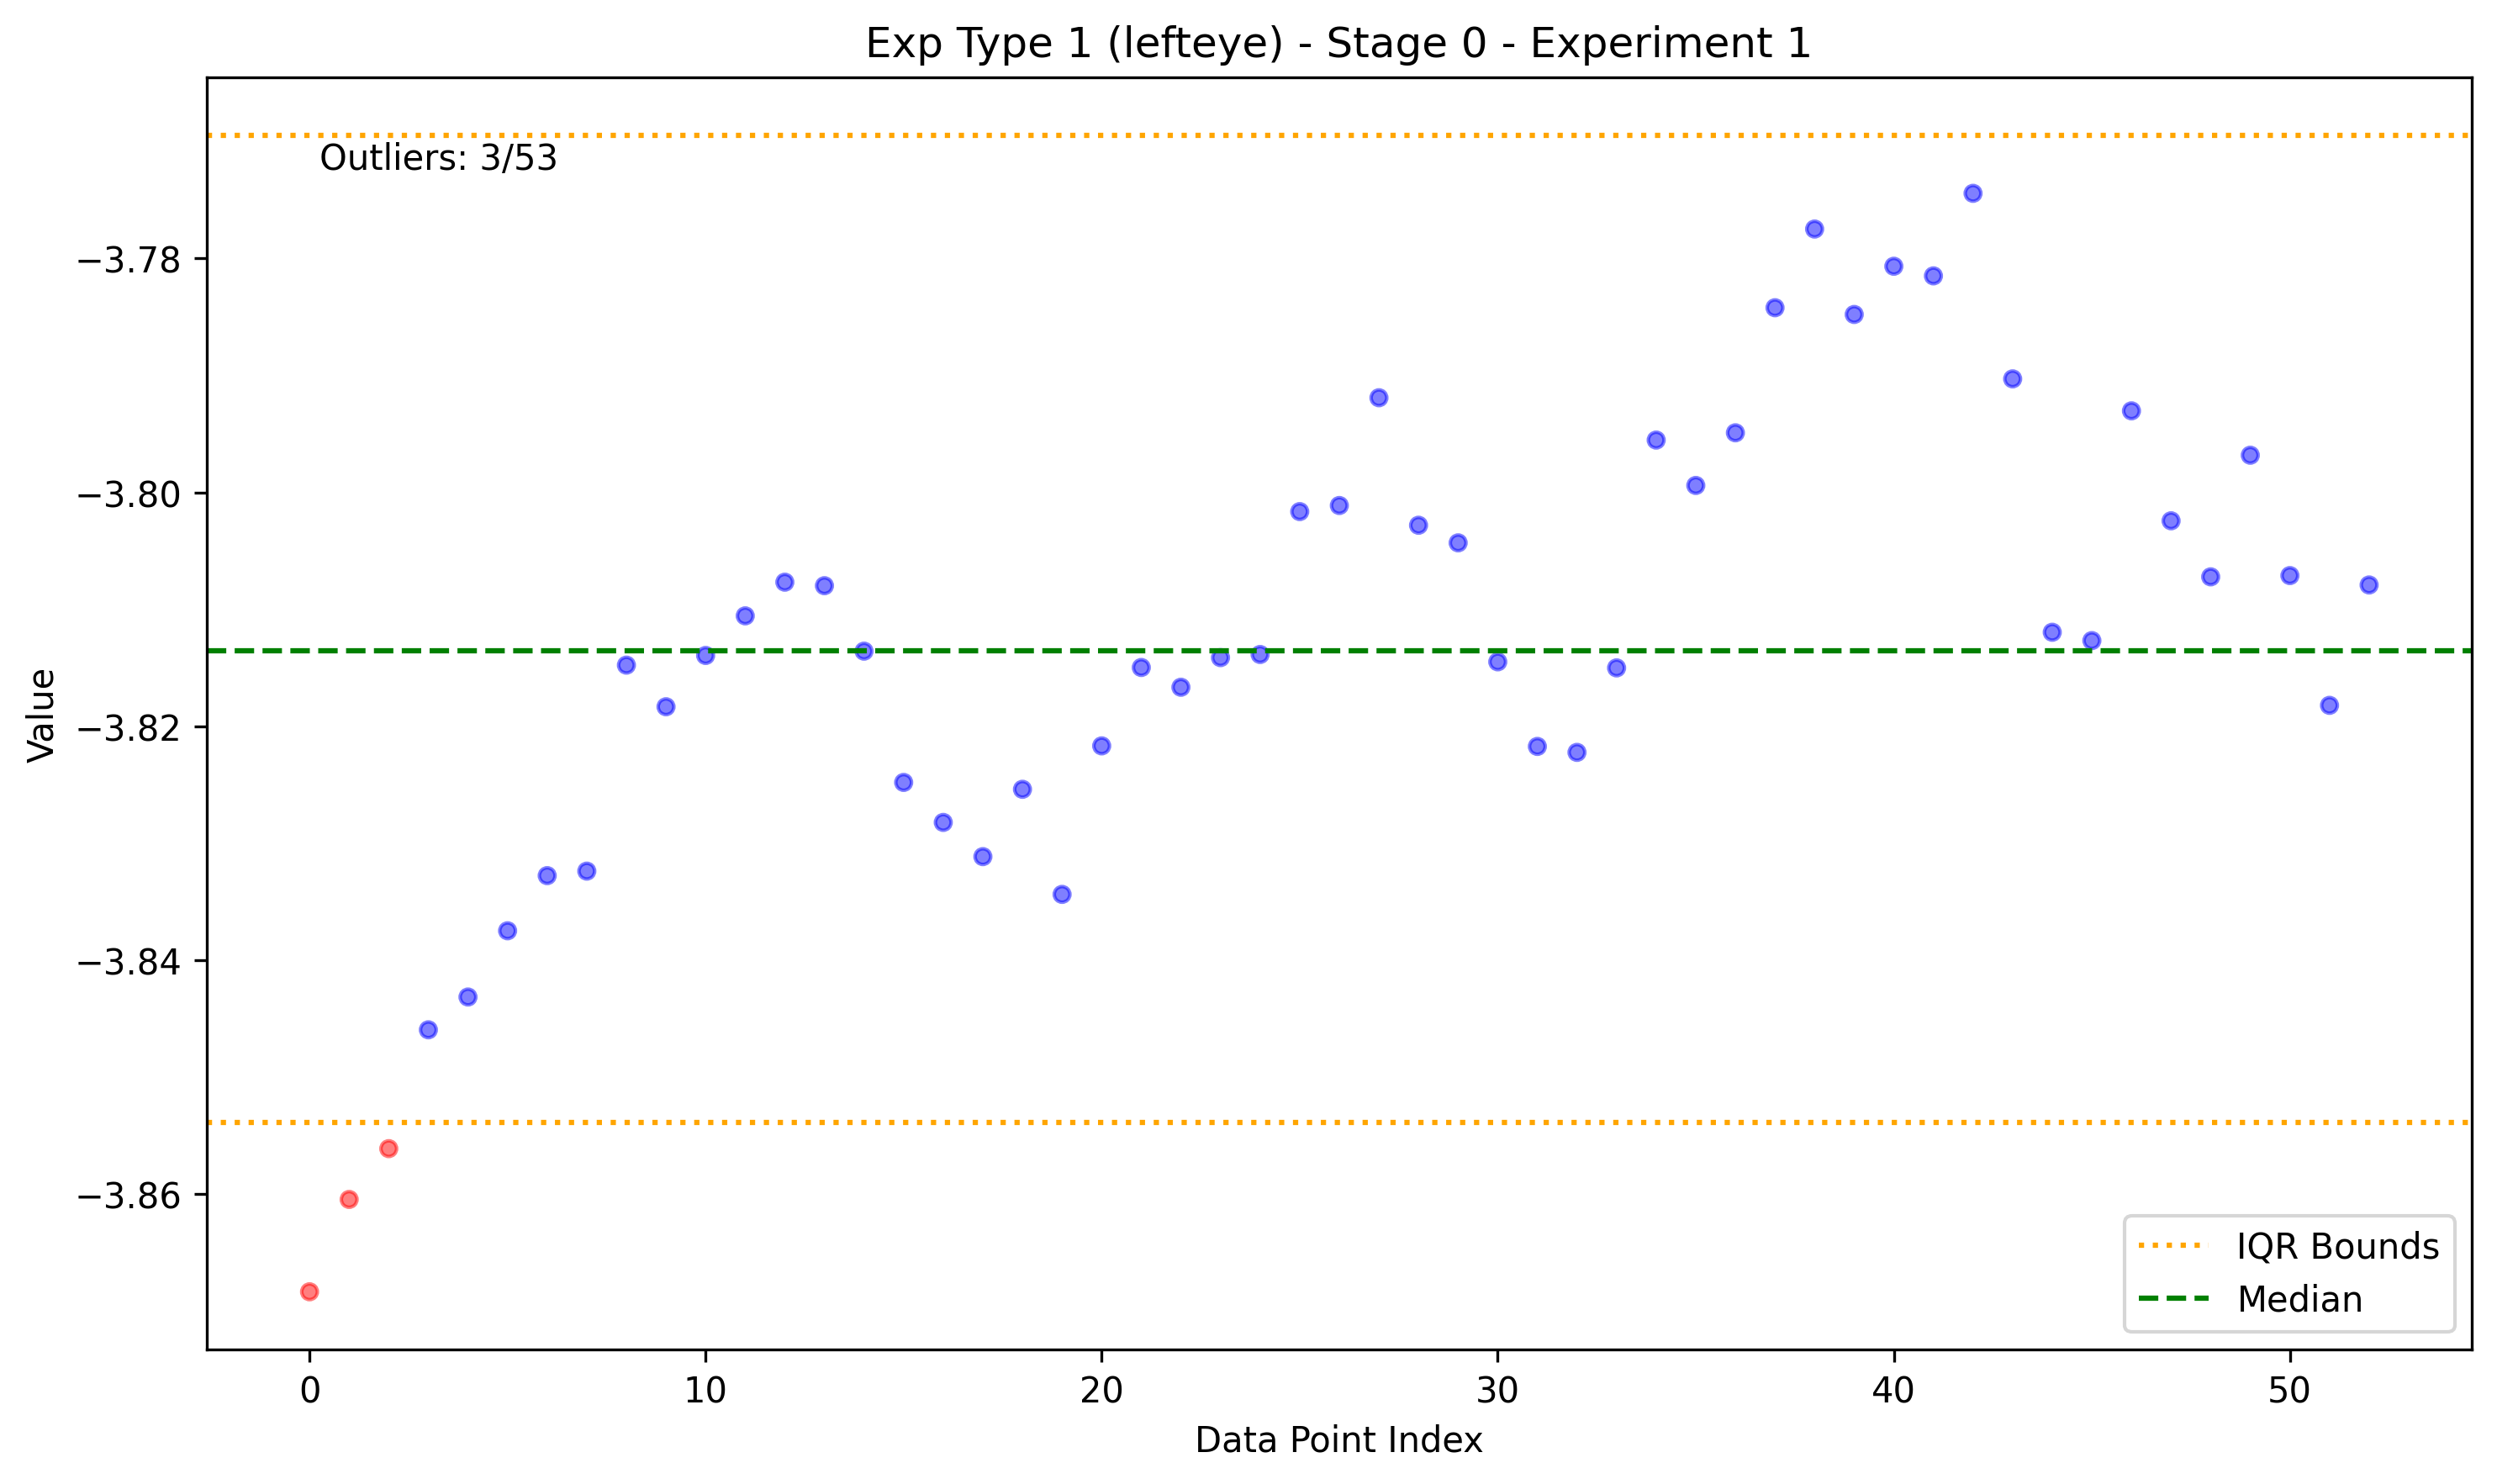 Exp Type 1 (lefteye) - Stage 0 - Experiment 1
Outliers: 3/53
−3.78
−3.80
−3.82
−3.84
−3.86
Value
IQR Bounds
Median
0 10 20 30 40 50
Data Point Index